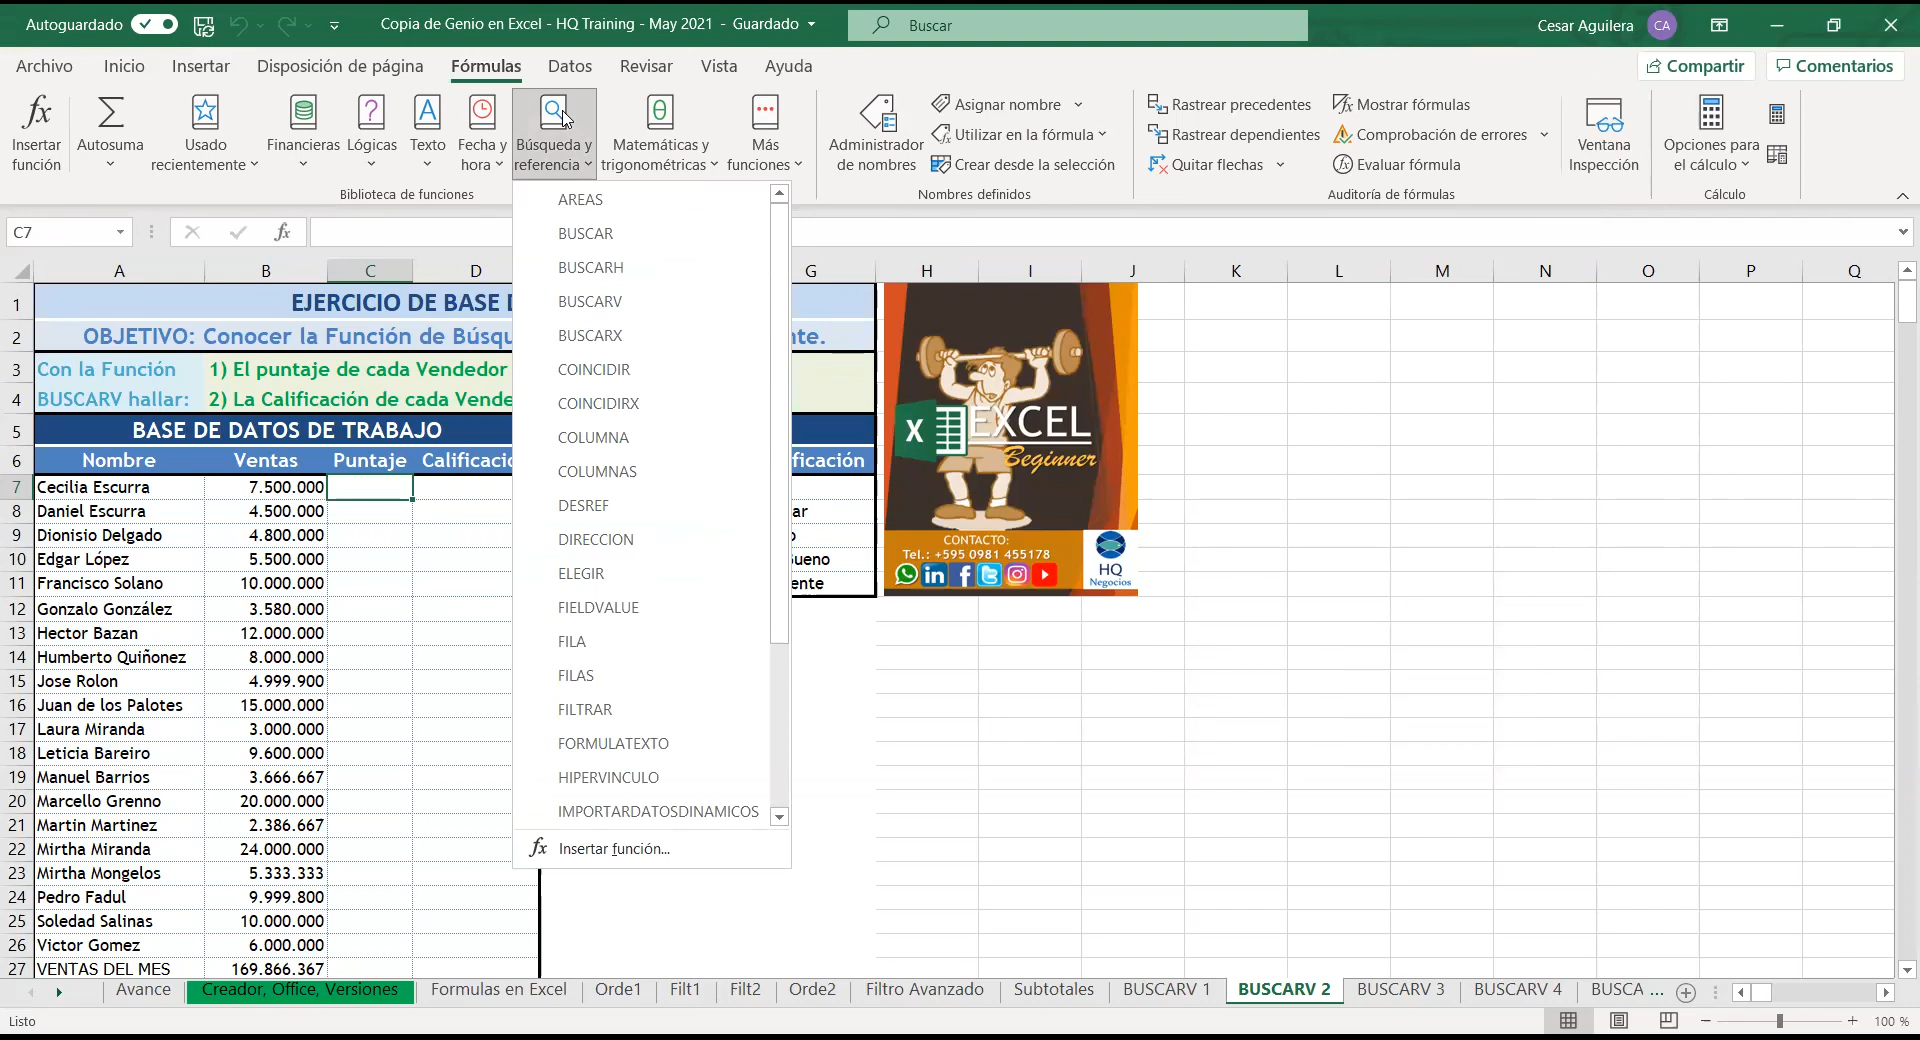 Autoguardado
Copia de Genio en Excel - HQ Training - May 2021 - Guardado
Buscar
Cesar Aguilera CA
Archivo Inicio Insertar Disposición de página Fórmulas Datos Revisar Vista Ayuda
Compartir Comentarios
Insertar función
Autosuma
Usado recientemente
Financieras
Lógicas
Texto
Fecha y hora
Búsqueda y referencia
Matemáticas y trigonométricas
Más funciones
Biblioteca de funciones
Administrador de nombres
Asignar nombre
Utilizar en la fórmula
Crear desde la selección
Nombres definidos
Rastrear precedentes
Rastrear dependientes
Quitar flechas
Mostrar fórmulas
Comprobación de errores
Evaluar fórmula
Auditoría de fórmulas
Ventana Inspección
Opciones para el cálculo
Cálculo
C7
fx
AREAS
BUSCAR
BUSCARH
BUSCARV
BUSCARX
COINCIDIR
COINCIDIRX
COLUMNA
COLUMNAS
DESREF
DIRECCION
ELEGIR
FIELDVALUE
FILA
FILAS
FILTRAR
FORMULATEXTO
HIPERVINCULO
IMPORTARDATOSDINAMICOS
fx Insertar función...
A B C D G H I J K L M N O P Q
1 EJERCICIO DE BASE D
2 OBJETIVO: Conocer la Función de Búsqu nte.
3 Con la Función 1) El puntaje de cada Vendedor
4 BUSCARV hallar: 2) La Calificación de cada Vende
5 BASE DE DATOS DE TRABAJO
6 Nombre Ventas Puntaje Calificació ificación
7 Cecilia Escurra 7.500.000
8 Daniel Escurra 4.500.000 ar
9 Dionisio Delgado 4.800.000 o
10 Edgar López 5.500.000 Bueno
11 Francisco Solano 10.000.000 ente
12 Gonzalo González 3.580.000
13 Hector Bazan 12.000.000
14 Humberto Quiñonez 8.000.000
15 Jose Rolon 4.999.900
16 Juan de los Palotes 15.000.000
17 Laura Miranda 3.000.000
18 Leticia Bareiro 9.600.000
19 Manuel Barrios 3.666.667
20 Marcello Grenno 20.000.000
21 Martin Martinez 2.386.667
22 Mirtha Miranda 24.000.000
23 Mirtha Mongelos 5.333.333
24 Pedro Fadul 9.999.800
25 Soledad Salinas 10.000.000
26 Victor Gomez 6.000.000
27 VENTAS DEL MES 169.866.367
X EXCEL
Beginner
CONTACTO:
Tel.: +595 0981 455178
HQ
Negocios
Avance Creador, Office, Versiones Formulas en Excel Orde1 Filt1 Filt2 Orde2 Filtro Avanzado Subtotales BUSCARV 1 BUSCARV 2 BUSCARV 3 BUSCARV 4 BUSCA ...
Listo
100 %